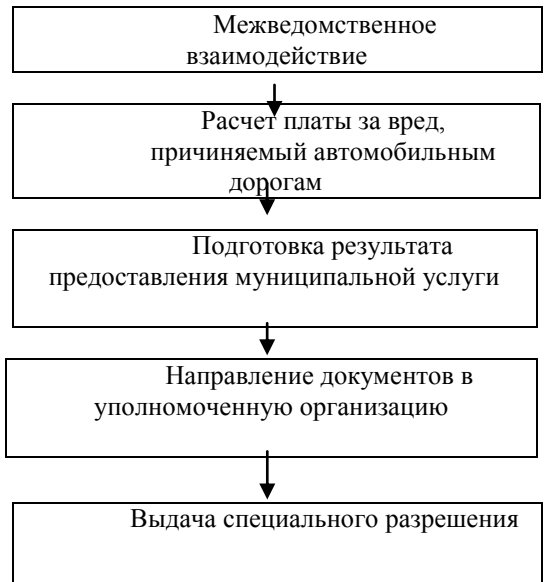 Межведомственное
взаимодействие
Расчет платы за вред,
причиняемый автомобильным
дорогам
Подготовка результата
предоставления муниципальной услуги
Направление документов в
уполномоченную организацию
Выдача специального разрешения